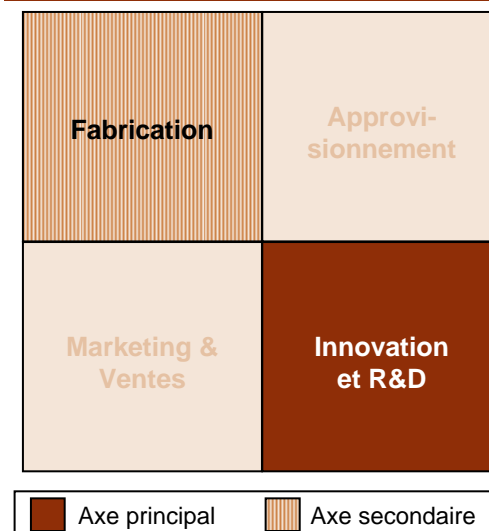 Fabrication
Approvi-
sionnement
Marketing &
Ventes
Innovation
et R&D
Axe principal
Axe secondaire